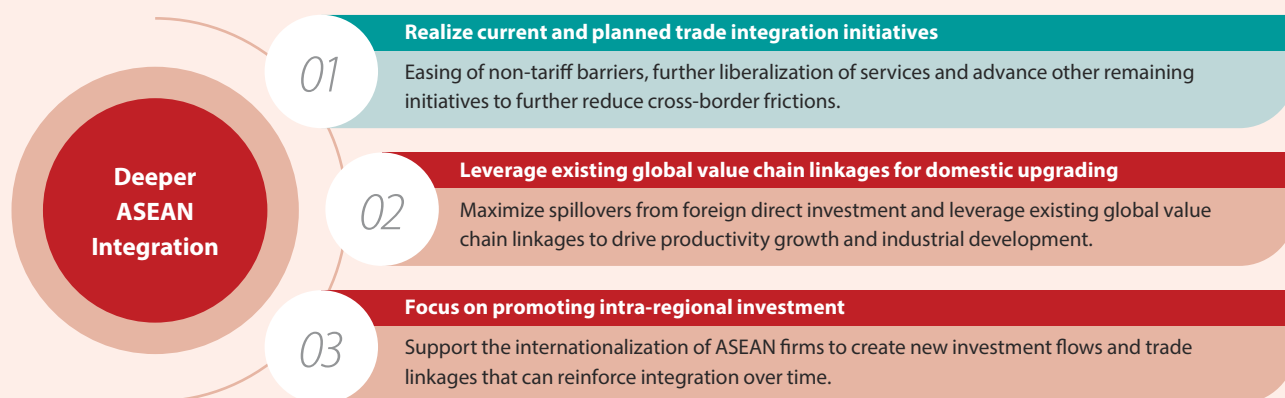 Deeper
ASEAN
Integration
01
Realize current and planned trade integration initiatives
Easing of non-tariff barriers, further liberalization of services and advance other remaining
initiatives to further reduce cross-border frictions.
02
Leverage existing global value chain linkages for domestic upgrading
Maximize spillovers from foreign direct investment and leverage existing global value
chain linkages to drive productivity growth and industrial development.
03
Focus on promoting intra-regional investment
Support the internationalization of ASEAN firms to create new investment flows and trade
linkages that can reinforce integration over time.